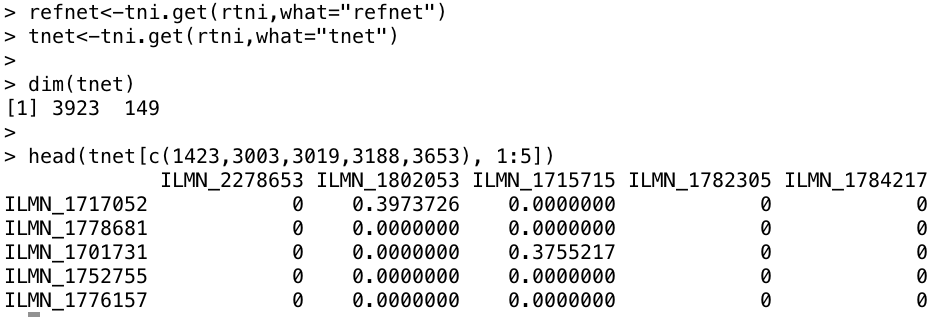 > refnet<-tni.get(rtni,what="refnet")
> tnet<-tni.get(rtni,what="tnet")
>
> dim(tnet)
[1] 3923  149
>
> head(tnet[c(1423,3003,3019,3188,3653), 1:5])
             ILMN_2278653 ILMN_1802053 ILMN_1715715 ILMN_1782305 ILMN_1784217
ILMN_1717052            0    0.3973726    0.0000000            0            0
ILMN_1778681            0    0.0000000    0.0000000            0            0
ILMN_1701731            0    0.0000000    0.3755217            0            0
ILMN_1752755            0    0.0000000    0.0000000            0            0
ILMN_1776157            0    0.0000000    0.0000000            0            0